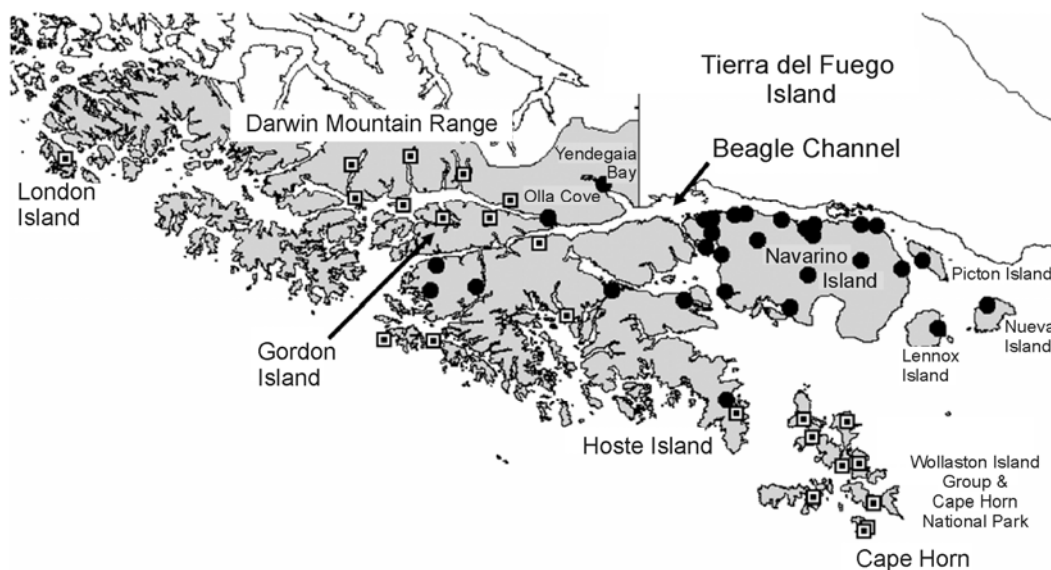 Tierra del Fuego
Island
Darwin Mountain Range
Yendegaia
Bay
Beagle Channel
London
Island
Olla Cove
Navarino
Island
Picton Island
Gordon
Island
Nueva
Island
Lennox
Island
Hoste Island
Wollaston Island
Group &
Cape Horn
National Park
Cape Horn